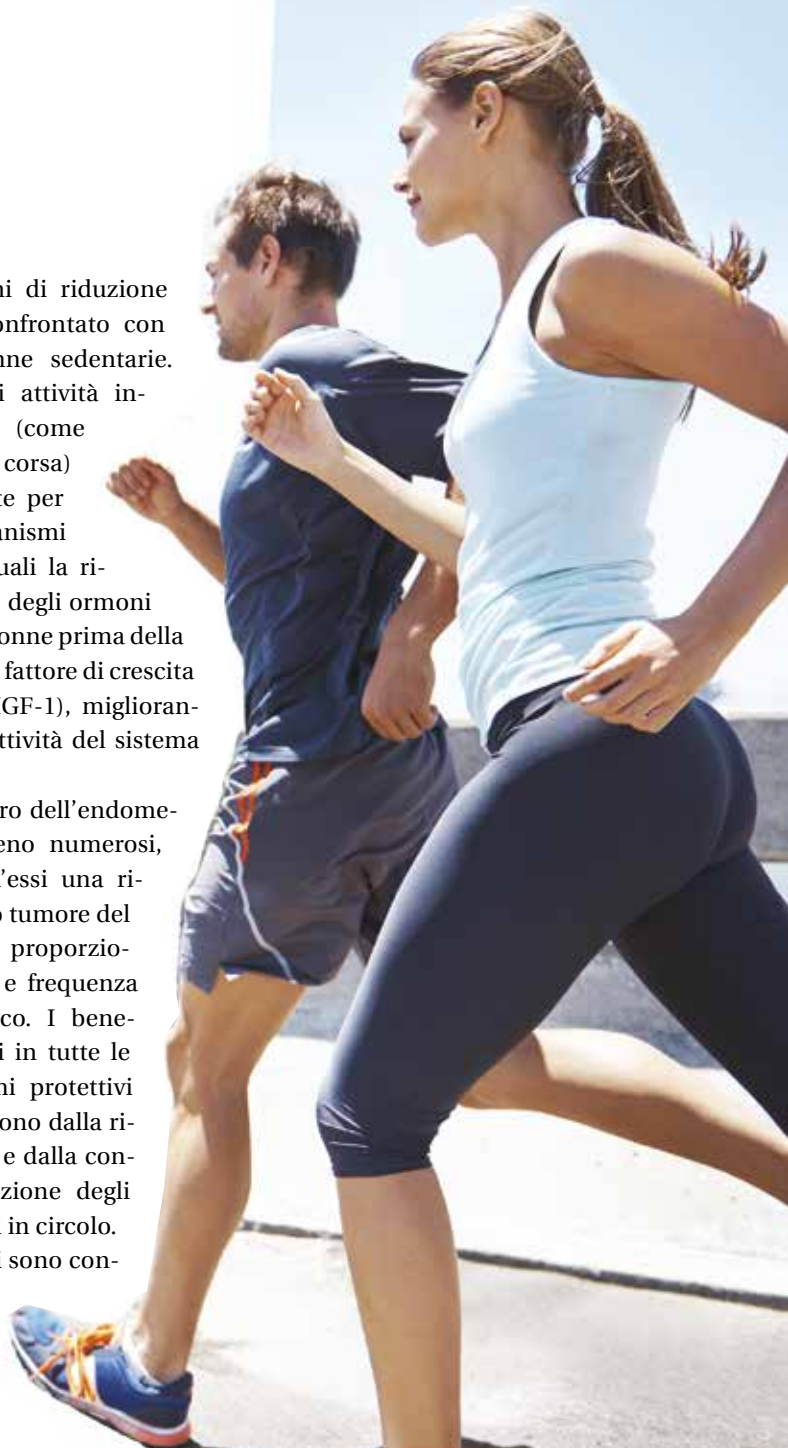 ni di riduzione
onfrontato con
nne sedentarie.
i attività in-
(come
corsa)
te per
anismi
uali la ri-
degli ormoni
onne prima della
fattore di crescita
IGF-1), miglioran-
ttività del sistema
ro dell’endome-
eno numerosi,
’essi una ri-
o tumore del
proporzio-
e frequenza
co. I bene-
i in tutte le
ni protettivi
ono dalla ri-
e dalla con-
zione degli
i in circolo.
i sono con-